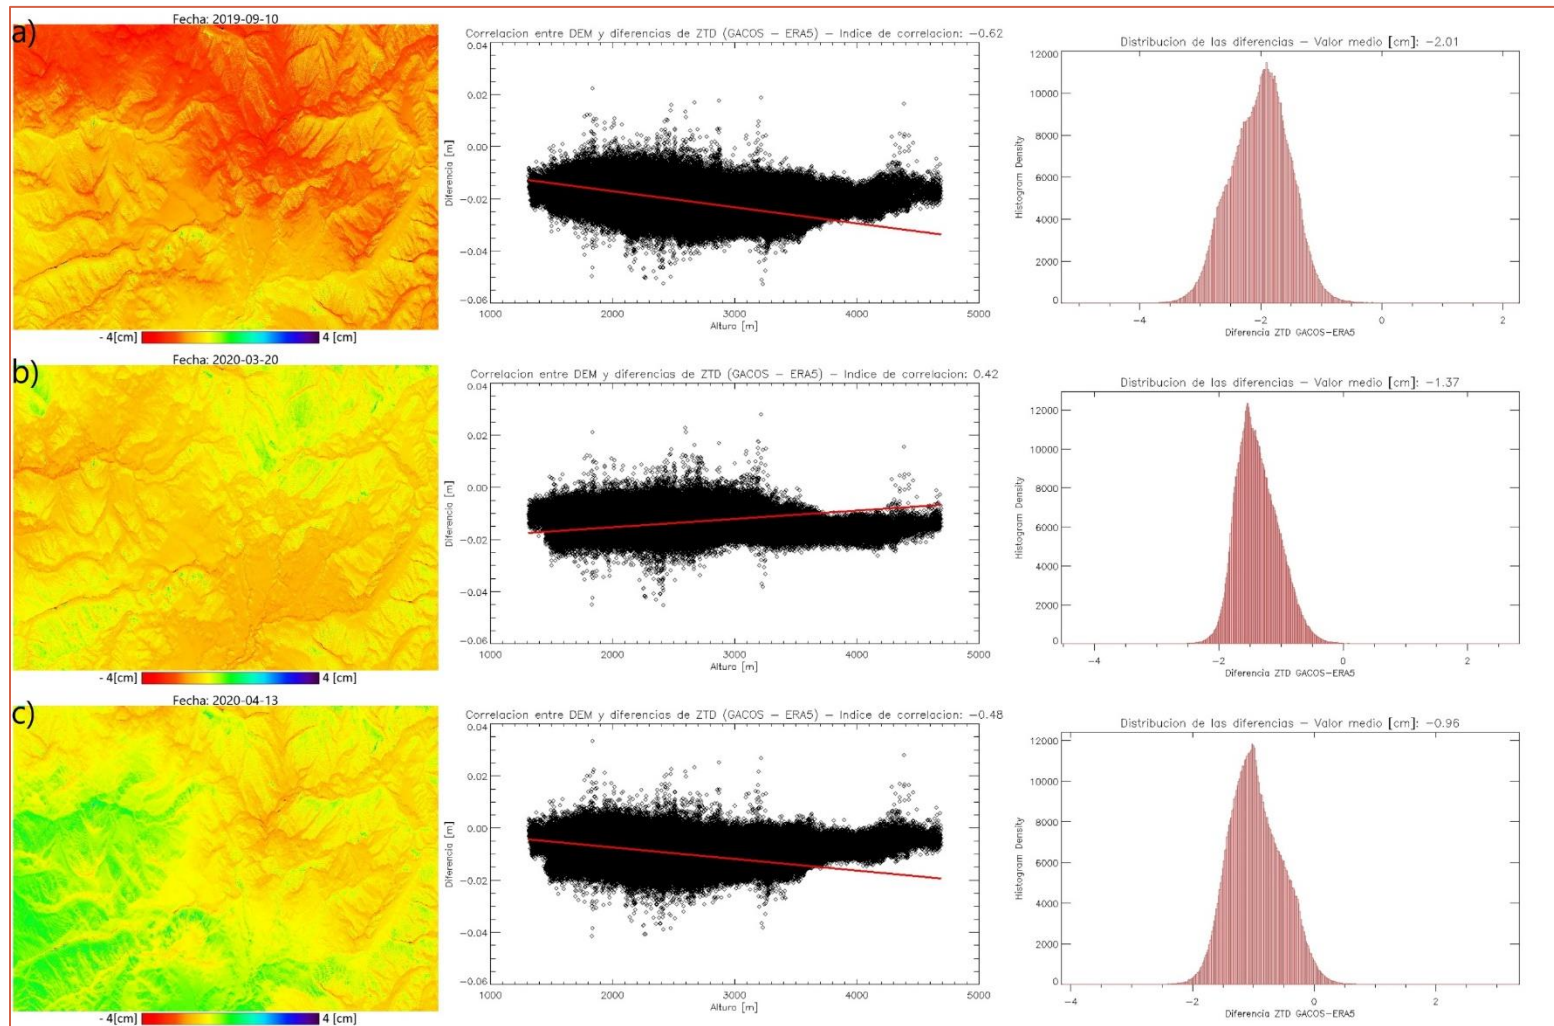 a)
Fecha: 2019-09-10
- 4[cm] 4 [cm]
Correlacion entre DEM y diferencias de ZTD (GACOS – ERA5) – Indice de correlacion: –0.62
0.04
0.02
0.00
–0.02
–0.04
–0.06
Diferencia [m]
1000 2000 3000 4000 5000
Altura [m]
Distribucion de las diferencias – Valor medio [cm]: –2.01
12000
10000
8000
6000
4000
2000
0
Histogram Density
–4 –2 0 2
Diferencia ZTD GACOS–ERA5
b)
Fecha: 2020-03-20
- 4[cm] 4 [cm]
Correlacion entre DEM y diferencias de ZTD (GACOS – ERA5) – Indice de correlacion: 0.42
0.04
0.02
0.00
–0.02
–0.04
–0.06
Diferencia [m]
1000 2000 3000 4000 5000
Altura [m]
Distribucion de las diferencias – Valor medio [cm]: –1.37
12000
10000
8000
6000
4000
2000
0
Histogram Density
–4 –2 0 2
Diferencia ZTD GACOS–ERA5
c)
Fecha: 2020-04-13
- 4[cm] 4 [cm]
Correlacion entre DEM y diferencias de ZTD (GACOS – ERA5) – Indice de correlacion: –0.48
0.04
0.02
0.00
–0.02
–0.04
–0.06
Diferencia [m]
1000 2000 3000 4000 5000
Altura [m]
Distribucion de las diferencias – Valor medio [cm]: –0.96
12000
10000
8000
6000
4000
2000
0
Histogram Density
–4 –2 0 2
Diferencia ZTD GACOS–ERA5